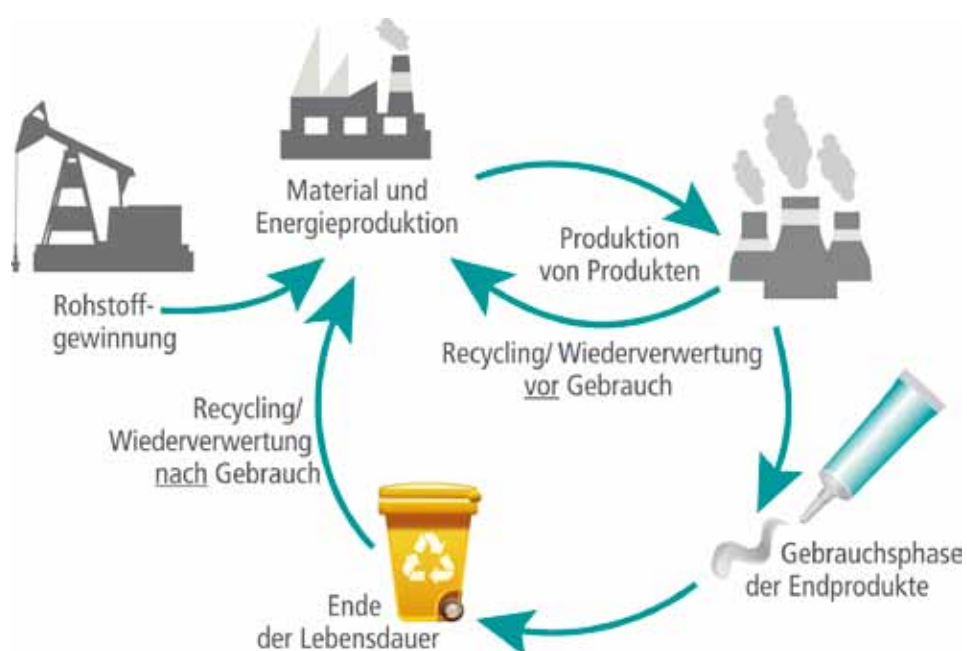 Material und
Energieproduktion
Produktion
von Produkten
Rohstoff-
gewinnung
Recycling/ Wiederverwertung
vor Gebrauch
Recycling/
Wiederverwertung
nach Gebrauch
Gebrauchsphase
der Endprodukte
Ende
der Lebensdauer